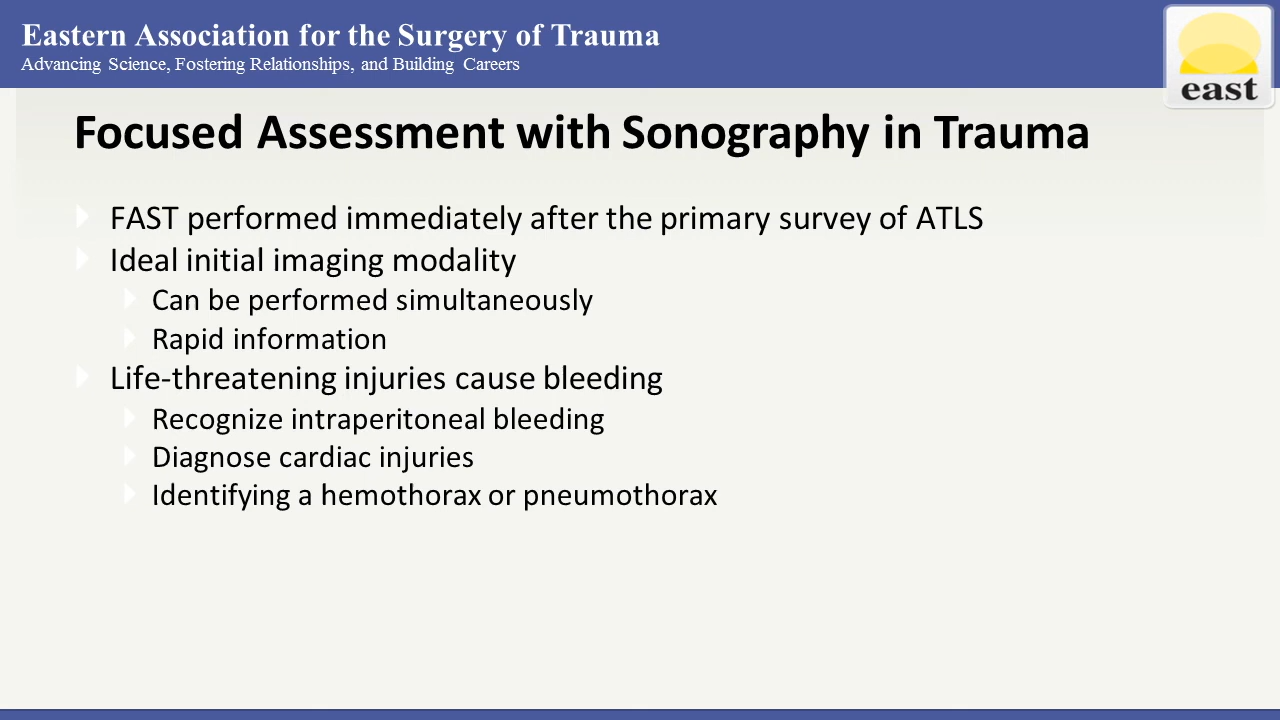 Eastern Association for the Surgery of Trauma
Advancing Science, Fostering Relationships, and Building Careers
east
Focused Assessment with Sonography in Trauma
FAST performed immediately after the primary survey of ATLS
Ideal initial imaging modality
Can be performed simultaneously
Rapid information
Life-threatening injuries cause bleeding
Recognize intraperitoneal bleeding
Diagnose cardiac injuries
Identifying a hemothorax or pneumothorax